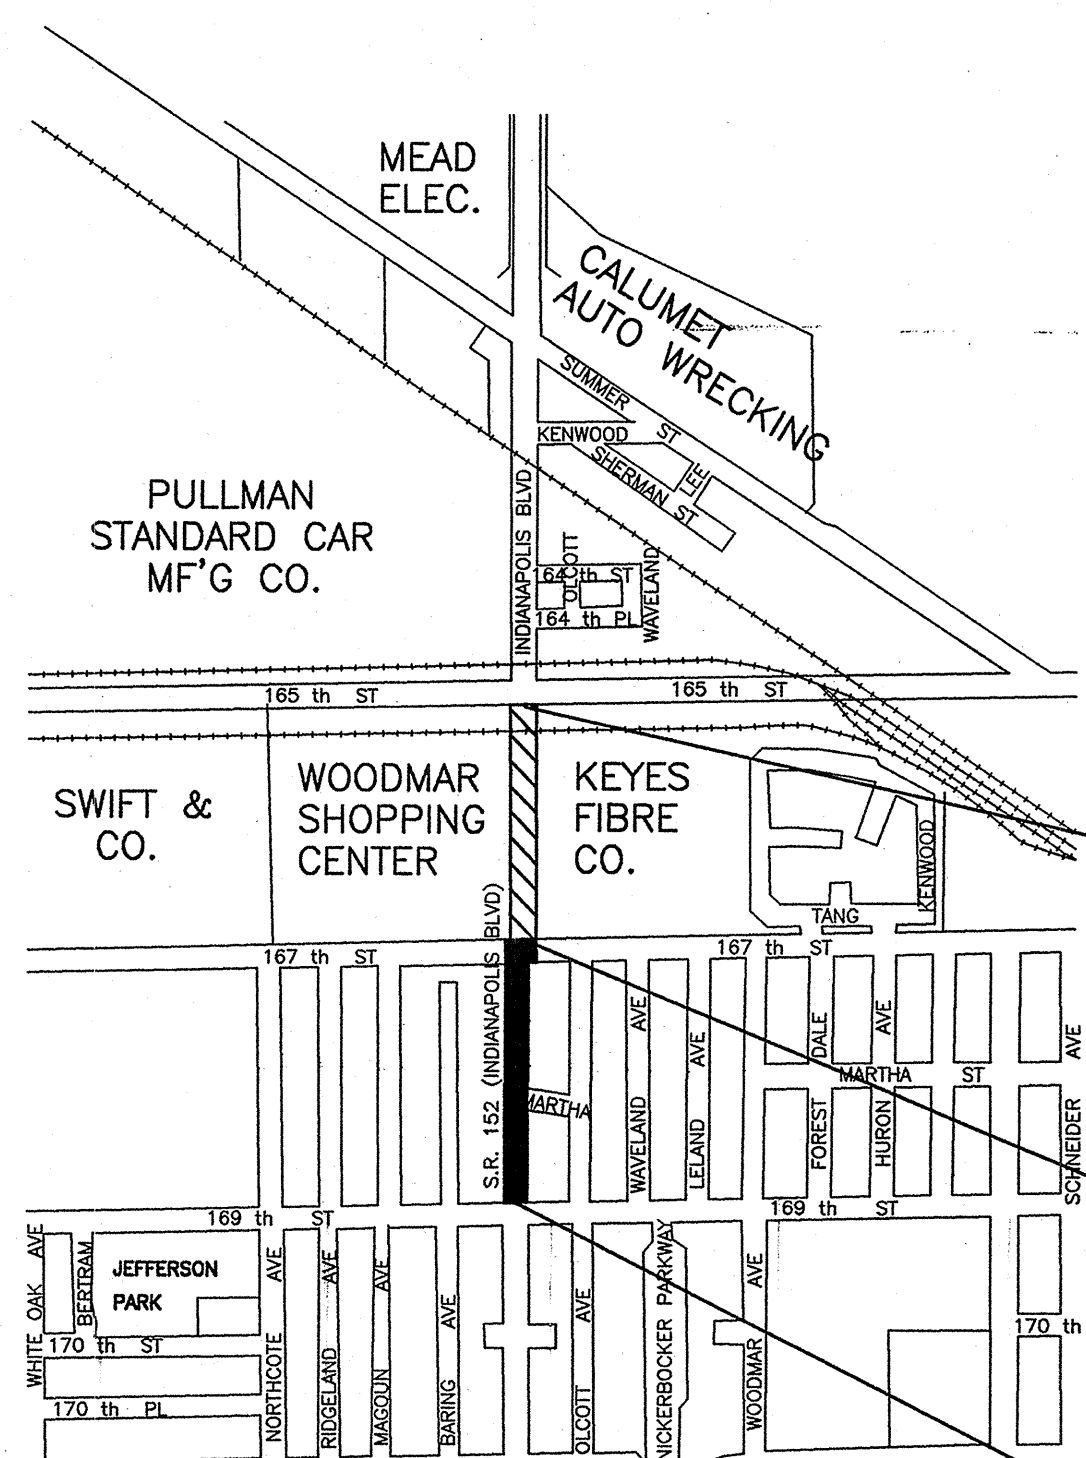 MEAD
ELEC.
CALUMET
AUTO WRECKING
SUMMER ST
KENWOOD
SHERMAN ST
LEE
PULLMAN
STANDARD CAR
MF'G CO.
INDIANAPOLIS BLVD
OLCOTT
164 th ST
WAVELAND
164 th PL
165 th ST
165 th ST
SWIFT &
CO.
WOODMAR
SHOPPING
CENTER
KEYES
FIBRE
CO.
KENWOOD
TANG
S.R. 152 (INDIANAPOLIS BLVD)
167 th ST
167 th ST
MARTHA
WAVELAND AVE
LELAND AVE
FOREST DALE
HURON AVE
MARTHA ST
SCHNEIDER AVE
169 th ST
169 th ST
WHITE OAK AVE
BERTRAM
JEFFERSON
PARK
170 th ST
170 th PL
NORTHCOTE AVE
RIDGELAND AVE
MAGOUN AVE
BARING AVE
OLCOTT AVE
NICKERBOCKER PARKWAY
WOODMAR AVE
170 th